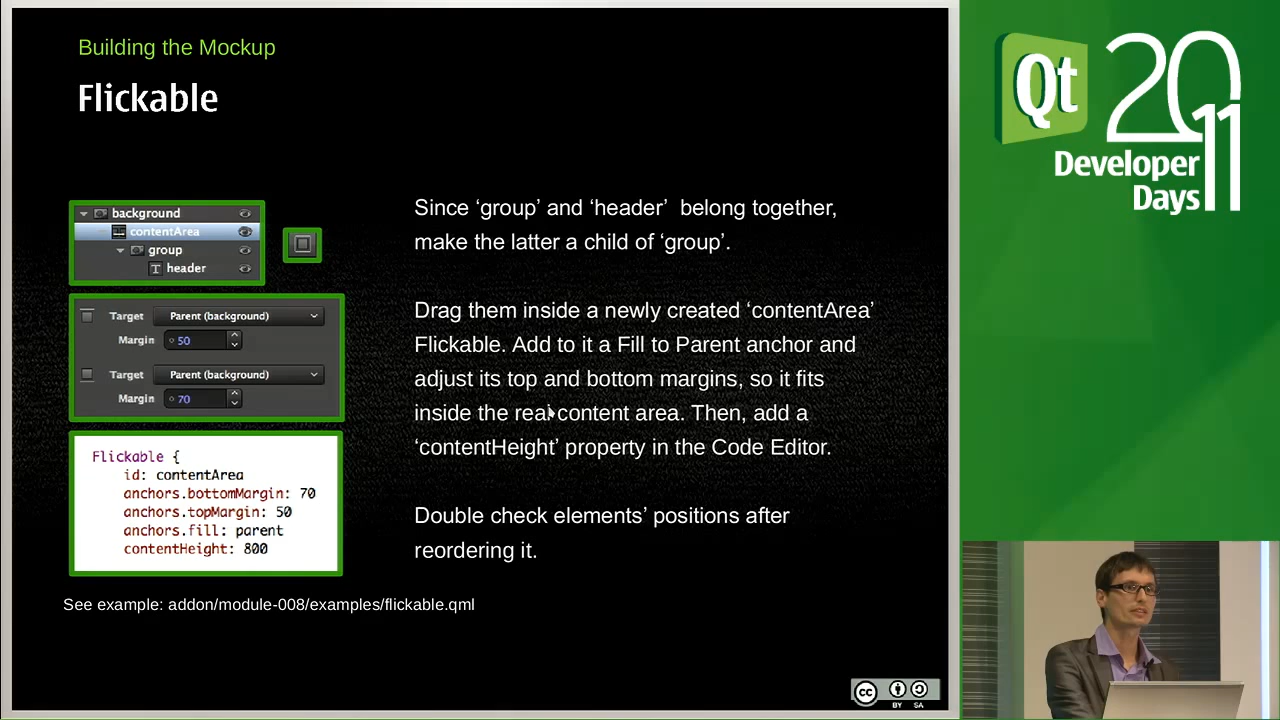 Building the Mockup
Flickable
background
contentArea
group
header
Target Parent (background)
Margin 50
Target Parent (background)
Margin 70
Flickable {
id: contentArea
anchors.bottomMargin: 70
anchors.topMargin: 50
anchors.fill: parent
contentHeight: 800
See example: addon/module-008/examples/flickable.qml
Since ‘group’ and ‘header’ belong together,
make the latter a child of ‘group’.
Drag them inside a newly created ‘contentArea’
Flickable. Add to it a Fill to Parent anchor and
adjust its top and bottom margins, so it fits
inside the real content area. Then, add a
‘contentHeight’ property in the Code Editor.
Double check elements’ positions after
reordering it.
cc BY SA
Qt 2011
Developer
Days